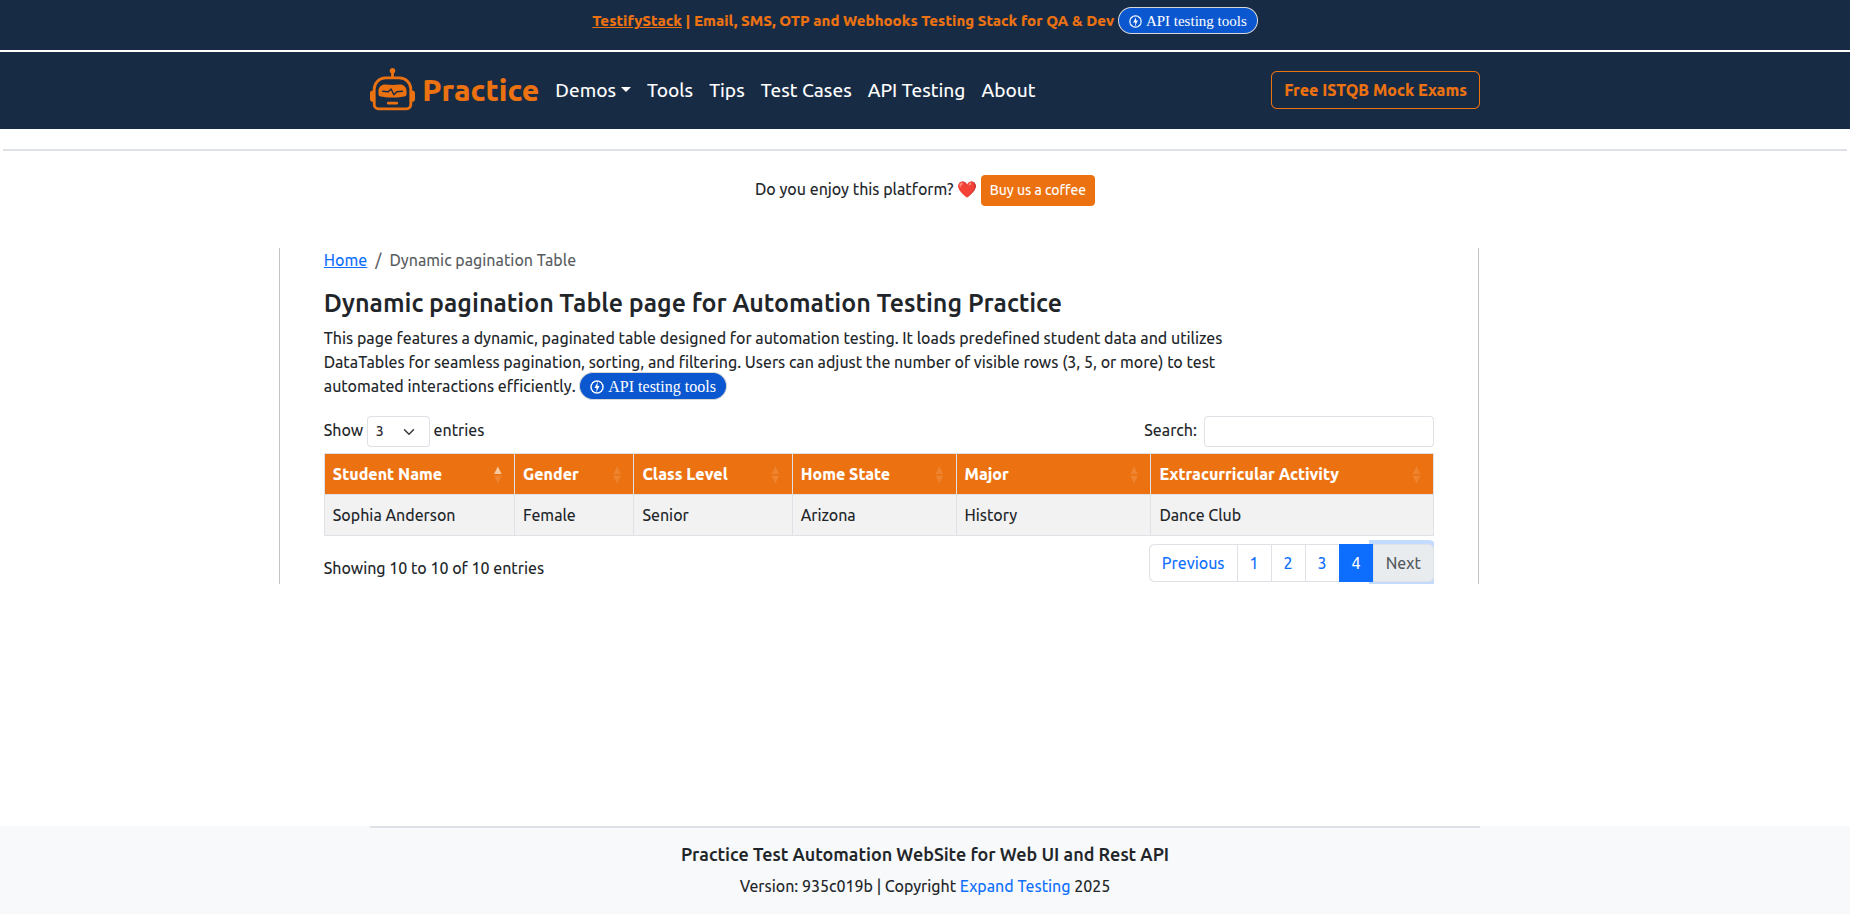 TestifyStack | Email, SMS, OTP and Webhooks Testing Stack for QA & Dev API testing tools
Practice Demos Tools Tips Test Cases API Testing About Free ISTQB Mock Exams
Do you enjoy this platform? ❤️ Buy us a coffee
Home / Dynamic pagination Table
Dynamic pagination Table page for Automation Testing Practice
This page features a dynamic, paginated table designed for automation testing. It loads predefined student data and utilizes
DataTables for seamless pagination, sorting, and filtering. Users can adjust the number of visible rows (3, 5, or more) to test
automated interactions efficiently. API testing tools
Show 3 entries Search:
Student Name Gender Class Level Home State Major Extracurricular Activity
Sophia Anderson Female Senior Arizona History Dance Club
Showing 10 to 10 of 10 entries Previous 1 2 3 4 Next
Practice Test Automation WebSite for Web UI and Rest API
Version: 935c019b | Copyright Expand Testing 2025